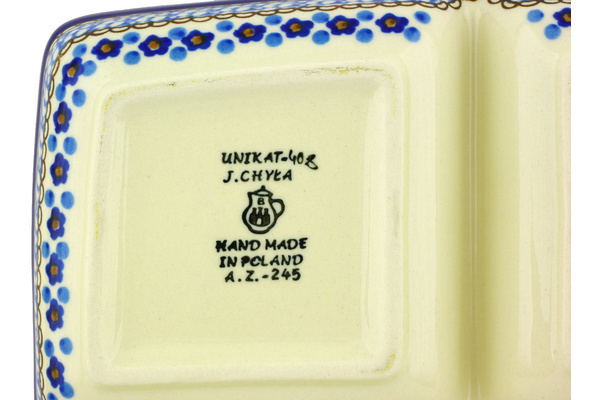 UNIKAT-408
J.CHYŁA
B
HAND MADE
IN POLAND
A.Z.-245